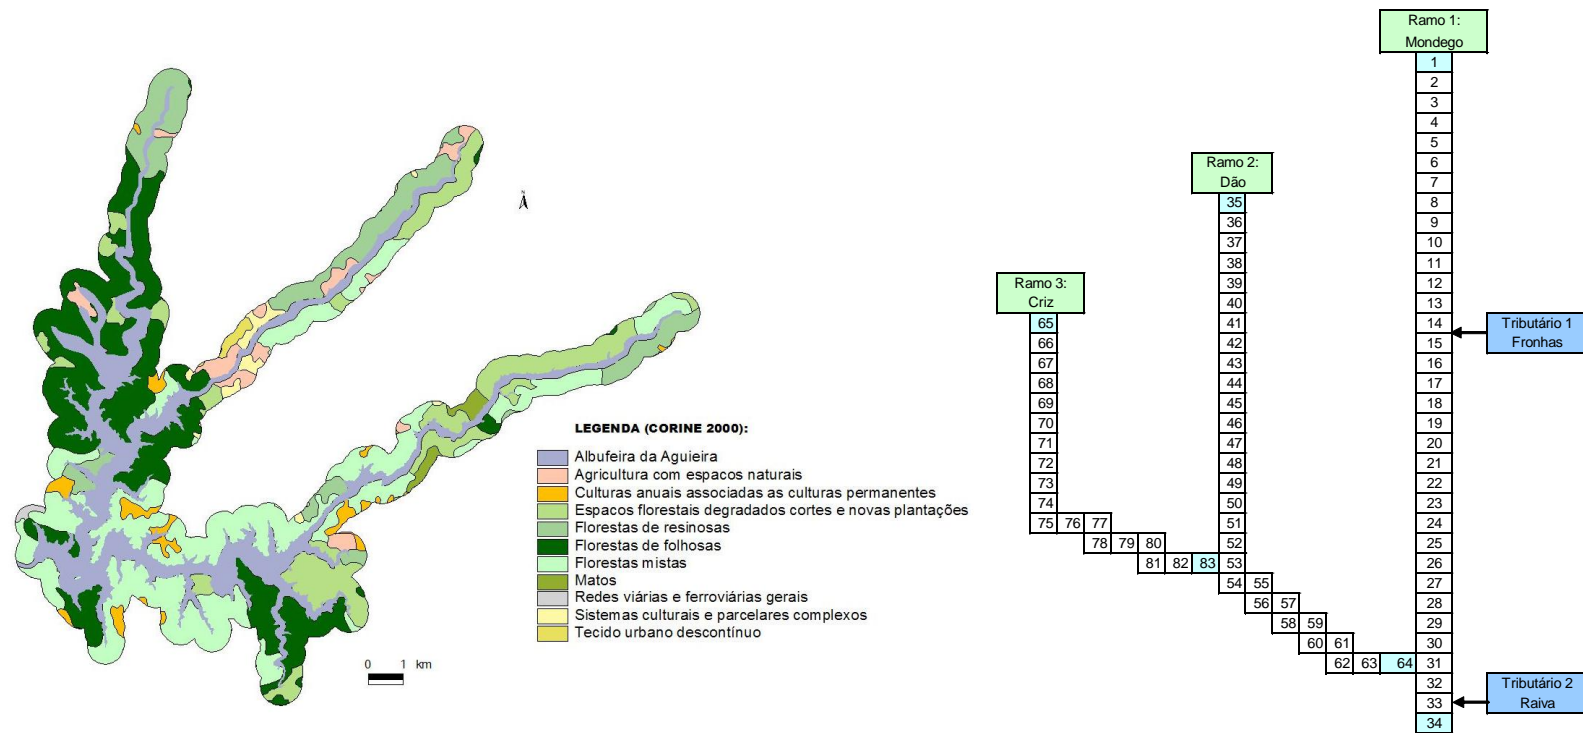 N
LEGENDA (CORINE 2000):
Albufeira da Aguieira
Agricultura com espacos naturais
Culturas anuais associadas as culturas permanentes
Espacos florestais degradados cortes e novas plantações
Florestas de resinosas
Florestas de folhosas
Florestas mistas
Matos
Redes viárias e ferroviárias gerais
Sistemas culturais e parcelares complexos
Tecido urbano descontínuo
0 1 km
Ramo 1:
Mondego
1
2
3
4
5
6
7
8
9
10
11
12
13
14
15
16
17
18
19
20
21
22
23
24
25
26
27
28
29
30
31
32
33
34
Tributário 1
Fronhas
Tributário 2
Raiva
Ramo 2:
Dão
35
36
37
38
39
40
41
42
43
44
45
46
47
48
49
50
51
52
53
54 55
56 57
58 59
60 61
62 63 64
Ramo 3:
Criz
65
66
67
68
69
70
71
72
73
74
75 76 77
78 79 80
81 82 83